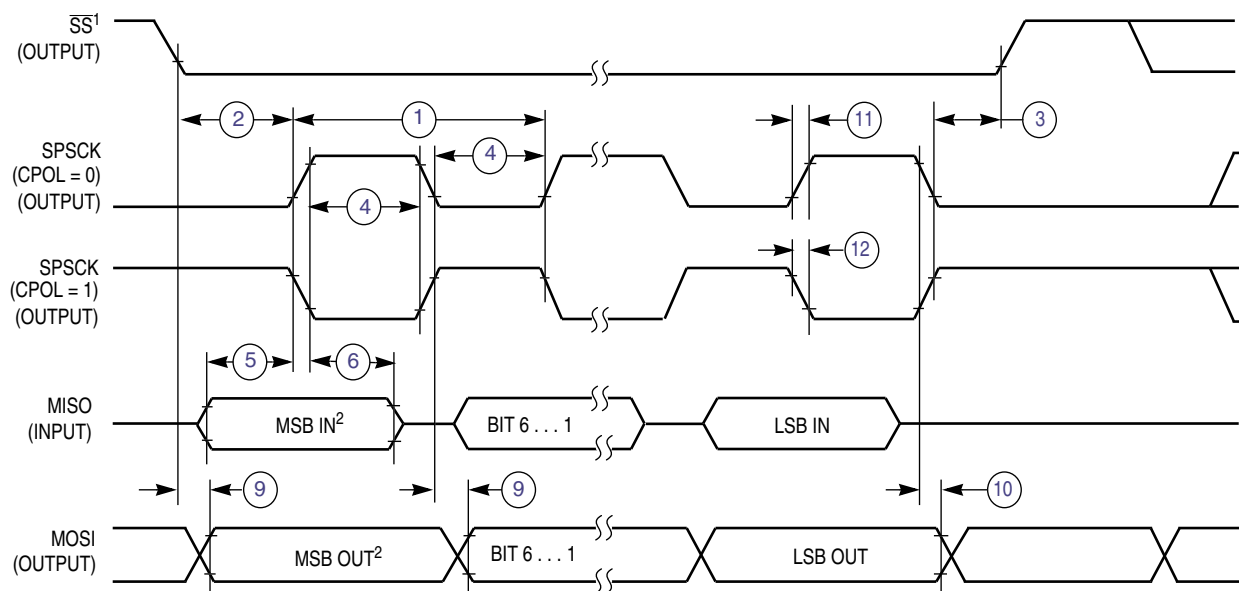 SS¹
(OUTPUT)
2
1
11
3
SPSCK
(CPOL = 0)
(OUTPUT)
4
4
SPSCK
(CPOL = 1)
(OUTPUT)
12
5
6
MISO
(INPUT)
MSB IN²
BIT 6 . . . 1
LSB IN
9
9
10
MOSI
(OUTPUT)
MSB OUT²
BIT 6 . . . 1
LSB OUT